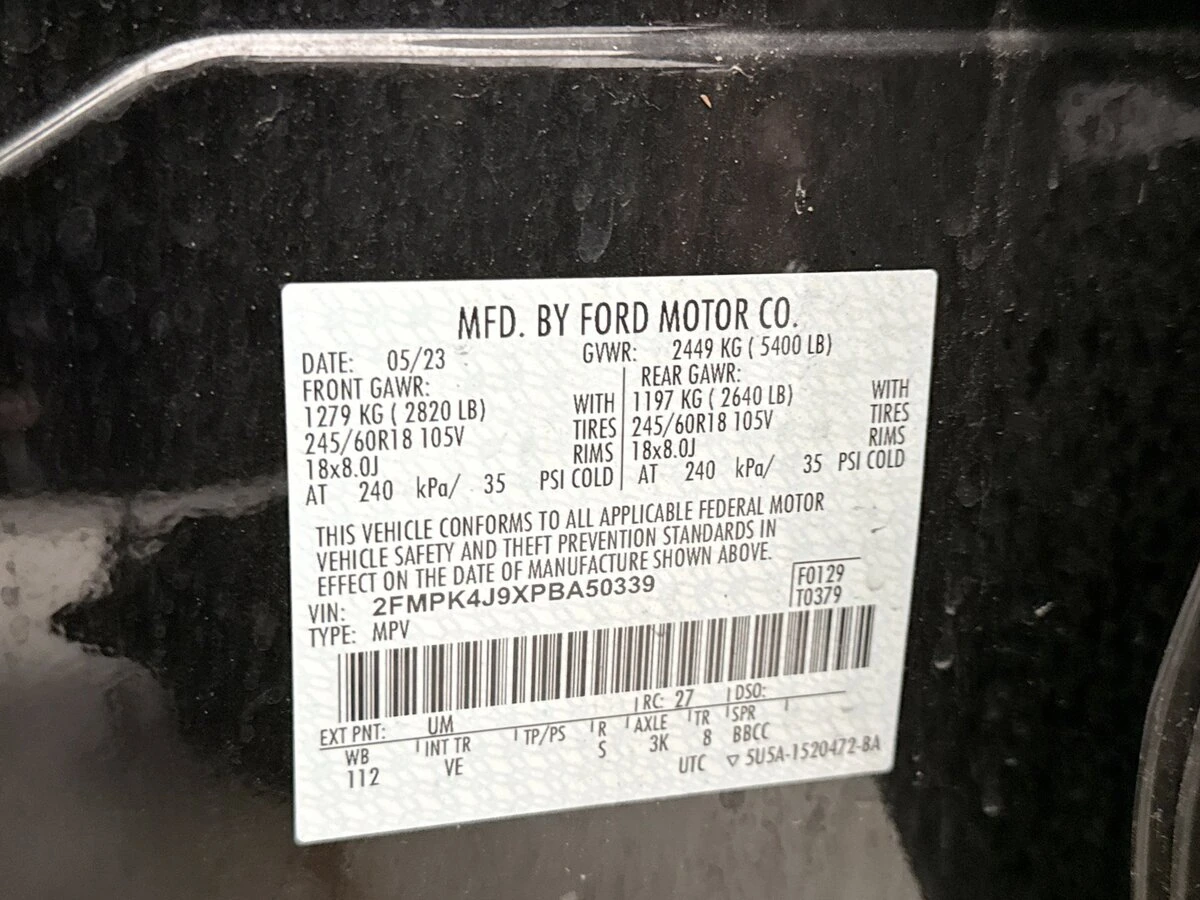 MFD. BY FORD MOTOR CO.
DATE: 05/23 GVWR: 2449 KG ( 5400 LB)
FRONT GAWR: REAR GAWR:
1279 KG ( 2820 LB) WITH 1197 KG ( 2640 LB) WITH
245/60R18 105V TIRES 245/60R18 105V TIRES
18x8.0J RIMS 18x8.0J RIMS
AT 240 kPa/ 35 PSI COLD AT 240 kPa/ 35 PSI COLD
THIS VEHICLE CONFORMS TO ALL APPLICABLE FEDERAL MOTOR
VEHICLE SAFETY AND THEFT PREVENTION STANDARDS IN
EFFECT ON THE DATE OF MANUFACTURE SHOWN ABOVE.
VIN: 2FMPK4J9XPBA50339 F0129
TYPE: MPV T0379
EXT PNT: UM RC: 27 DSO:
WB INT TR TP/PS R AXLE TR SPR
112 VE S 3K 8 BBCC
UTC ▽ 5U5A-1520472-BA